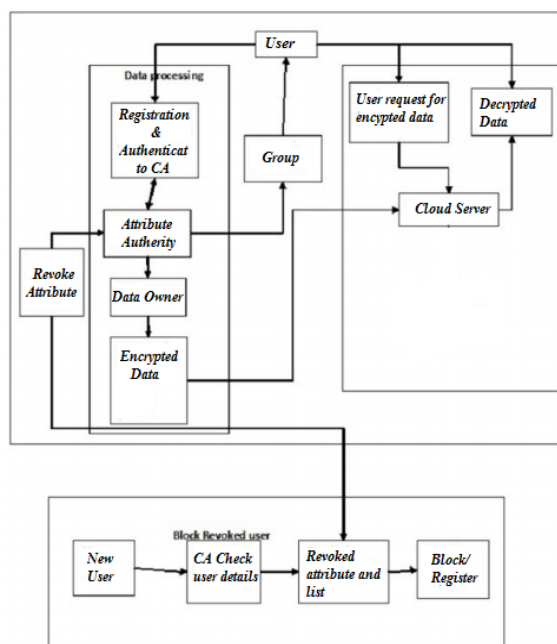 User
Data processing
Registration
&
Authenticat
to CA
User request for
encypted data
Decrypted
Data
Group
Attribute
Autherity
Cloud Server
Revoke
Attribute
Data Owner
Encrypted
Data
Block Revoked user
New
User
CA Check
user details
Revoked
attribute and
list
Block/
Register